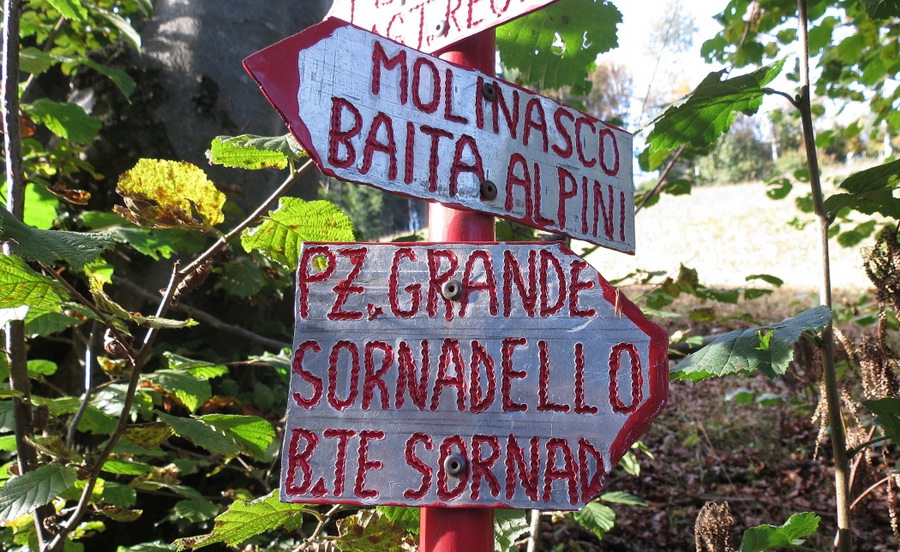 MOLINASCO
BAITA ALPINI
PZ. GRANDE
SORNADELLO
B.TE SORNAD